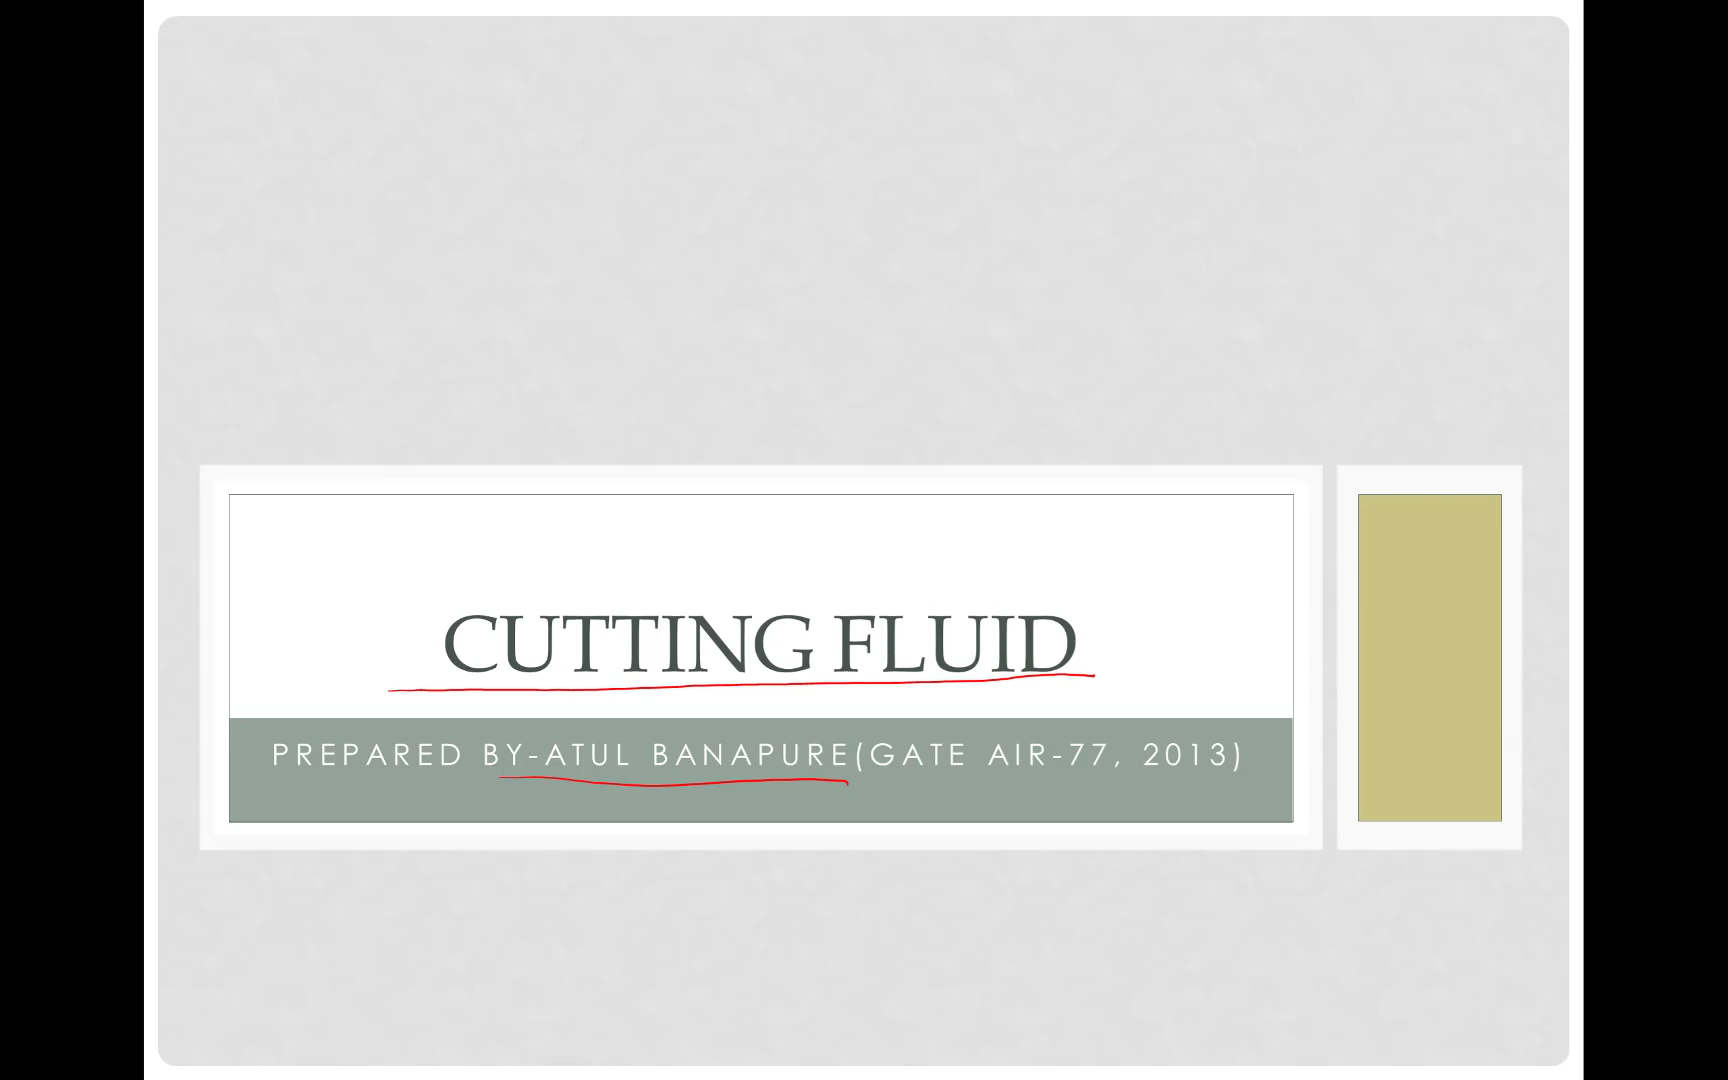 CUTTING FLUID
PREPARED BY-ATUL BANAPURE(GATE AIR-77, 2013)